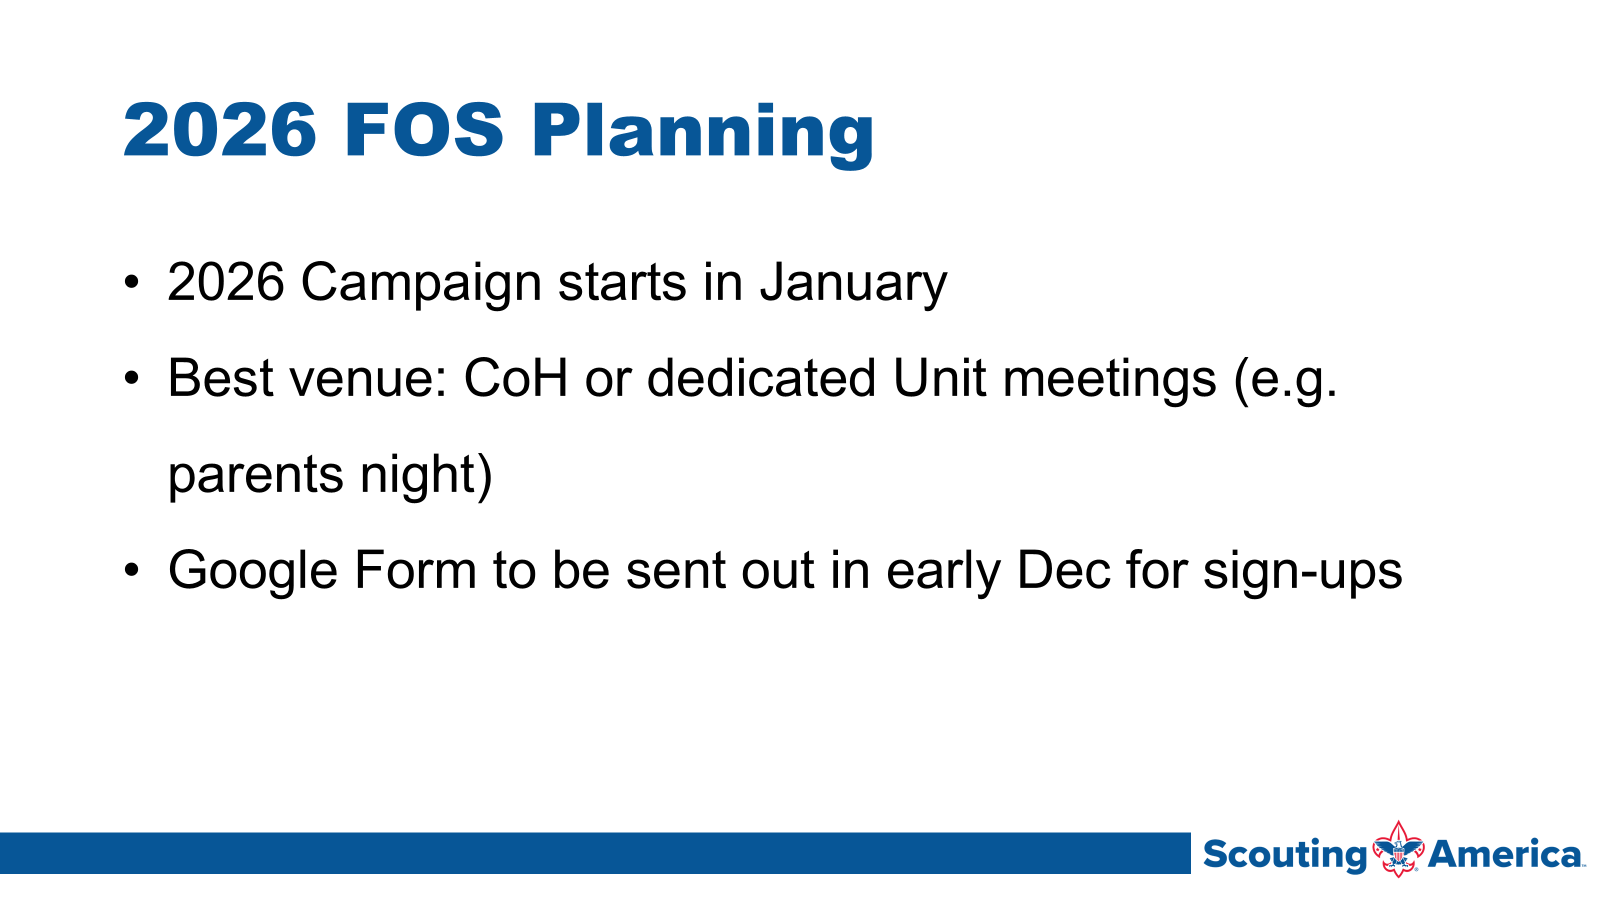 2026 FOS Planning
• 2026 Campaign starts in January
• Best venue: CoH or dedicated Unit meetings (e.g.
parents night)
• Google Form to be sent out in early Dec for sign-ups
Scouting America